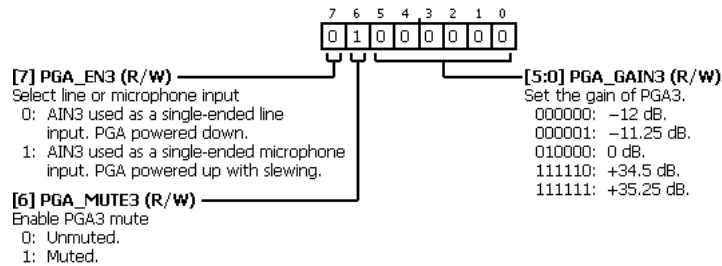 7 6 5 4 3 2 1 0
0 1 0 0 0 0 0 0
[7] PGA_EN3 (R/W)
Select line or microphone input
0: AIN3 used as a single-ended line
input. PGA powered down.
1: AIN3 used as a single-ended microphone
input. PGA powered up with slewing.
[6] PGA_MUTE3 (R/W)
Enable PGA3 mute
0: Unmuted.
1: Muted.
[5:0] PGA_GAIN3 (R/W)
Set the gain of PGA3.
000000: −12 dB.
000001: −11.25 dB.
010000: 0 dB.
111110: +34.5 dB.
111111: +35.25 dB.